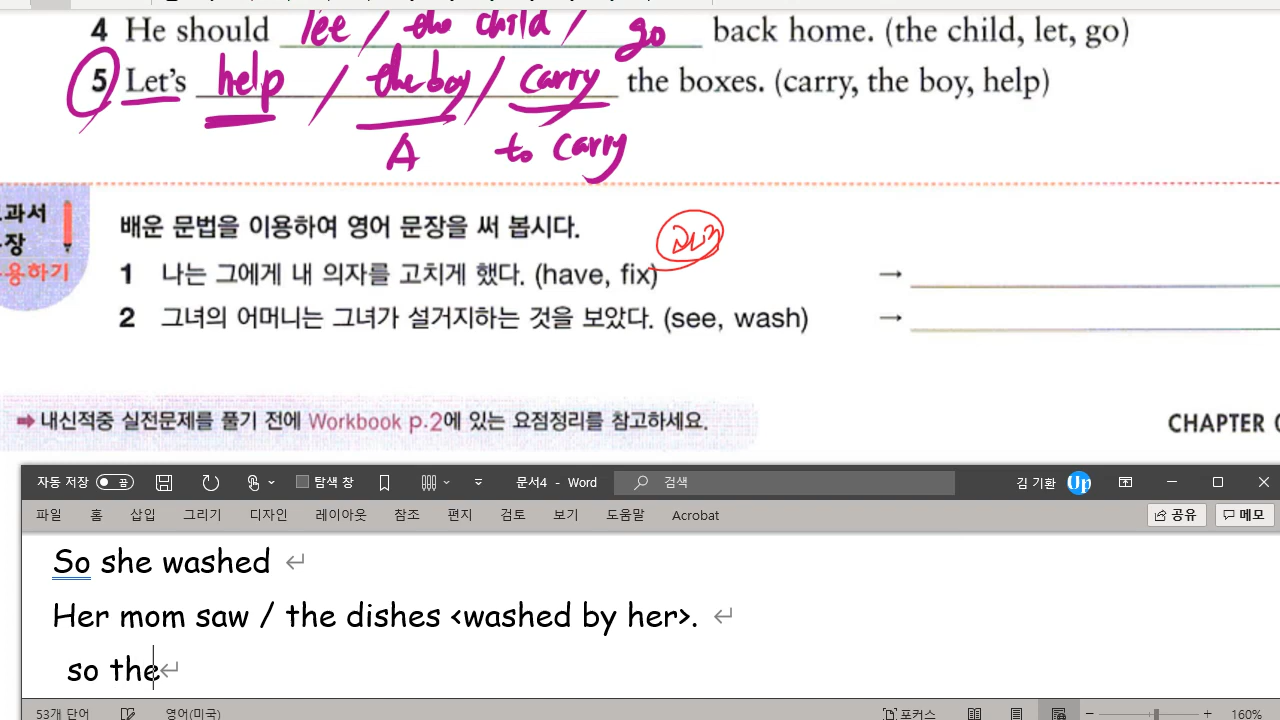 4 He should let / the child / go back home. (the child, let, go)
5 Let's help / the boy / carry the boxes. (carry, the boy, help)
A to carry
과서
장
용하기
배운 문법을 이용하여 영어 문장을 써 봅시다.
1 나는 그에게 내 의자를 고치게 했다. (have, fix) →
2 그녀의 어머니는 그녀가 설거지하는 것을 보았다. (see, wash) →
➡ 내신적중 실전문제를 풀기 전에 Workbook p.2에 있는 요점정리를 참고하세요.
CHAPTER 0
자동 저장 끔 탐색 창 문서4 - Word 검색 김 기환 Up
파일 홈 삽입 그리기 디자인 레이아웃 참조 편지 검토 보기 도움말 Acrobat 공유 메모
So she washed
Her mom saw / the dishes <washed by her>.
so the
53개 단어 영어(미국) 포커스 160%